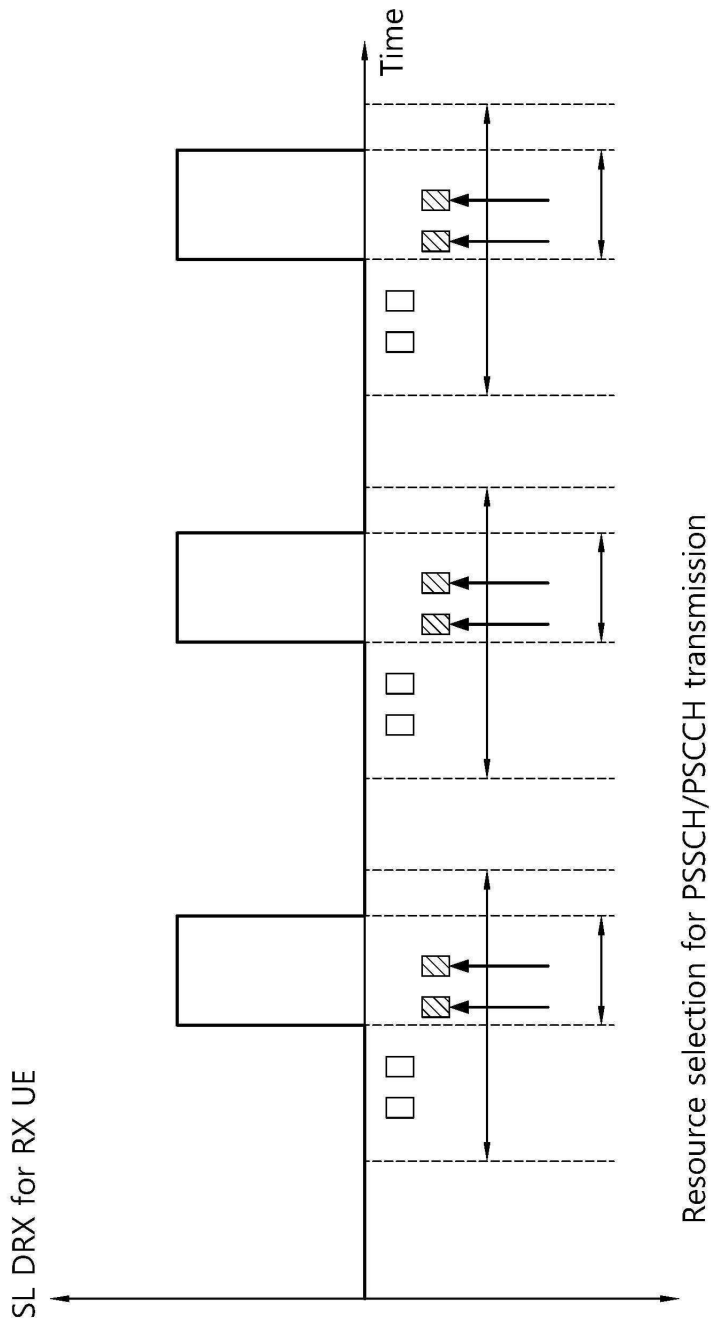 SL DRX for RX UE
Time
Resource selection for PSSCH/PSCCH transmission